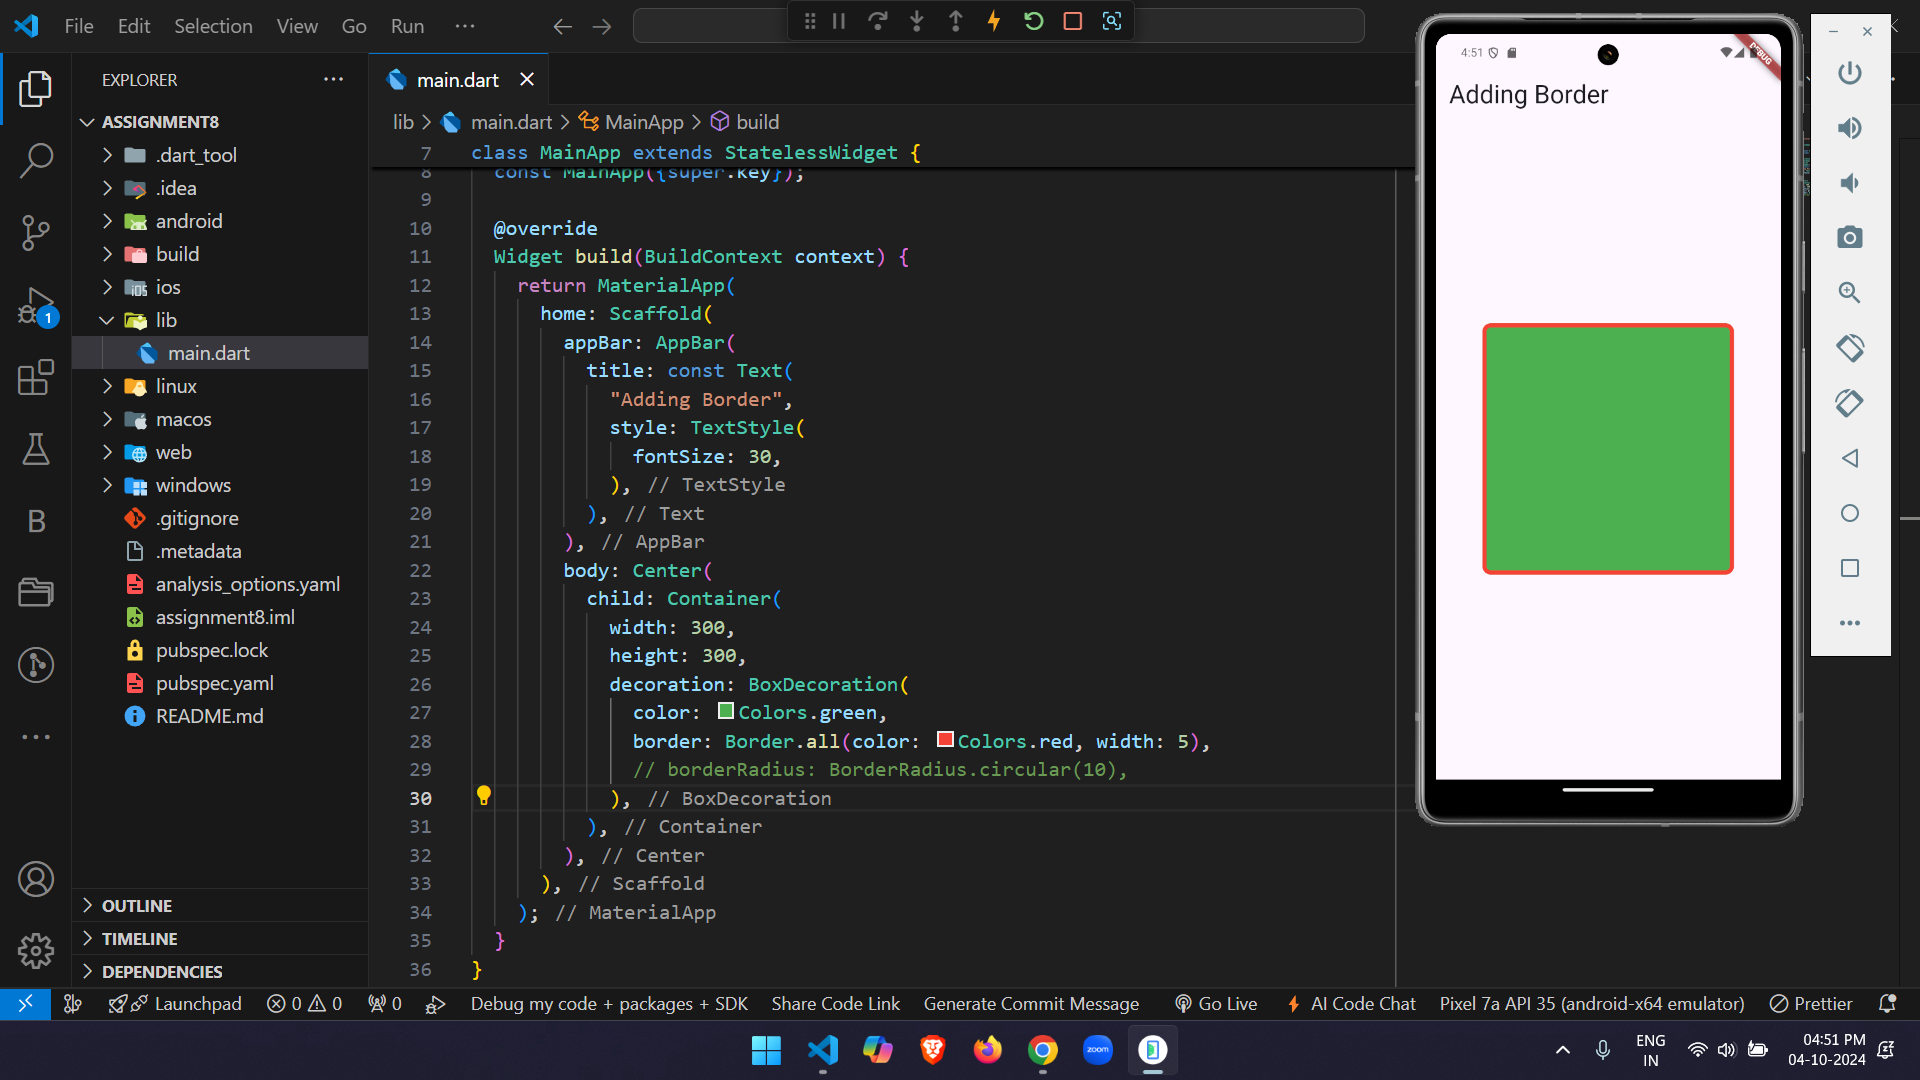 File Edit Selection View Go Run ···
EXPLORER
ASSIGNMENT8
.dart_tool
.idea
android
build
ios
lib
main.dart
linux
macos
web
windows
.gitignore
.metadata
analysis_options.yaml
assignment8.iml
pubspec.lock
pubspec.yaml
README.md
OUTLINE
TIMELINE
DEPENDENCIES
1
B
main.dart
lib > main.dart > MainApp > build
7 class MainApp extends StatelessWidget {
8 const MainApp({super.key});
9
10 @override
11 Widget build(BuildContext context) {
12 return MaterialApp(
13 home: Scaffold(
14 appBar: AppBar(
15 title: const Text(
16 "Adding Border",
17 style: TextStyle(
18 fontSize: 30,
19 ), // TextStyle
20 ), // Text
21 ), // AppBar
22 body: Center(
23 child: Container(
24 width: 300,
25 height: 300,
26 decoration: BoxDecoration(
27 color: Colors.green,
28 border: Border.all(color: Colors.red, width: 5),
29 // borderRadius: BorderRadius.circular(10),
30 ), // BoxDecoration
31 ), // Container
32 ), // Center
33 ), // Scaffold
34 ); // MaterialApp
35 }
36 }
4:51
DEBUG
Adding Border
Launchpad 0 0 0 Debug my code + packages + SDK Share Code Link Generate Commit Message Go Live AI Code Chat Pixel 7a API 35 (android-x64 emulator) Prettier
zoom
ENG
IN
04:51 PM
04-10-2024